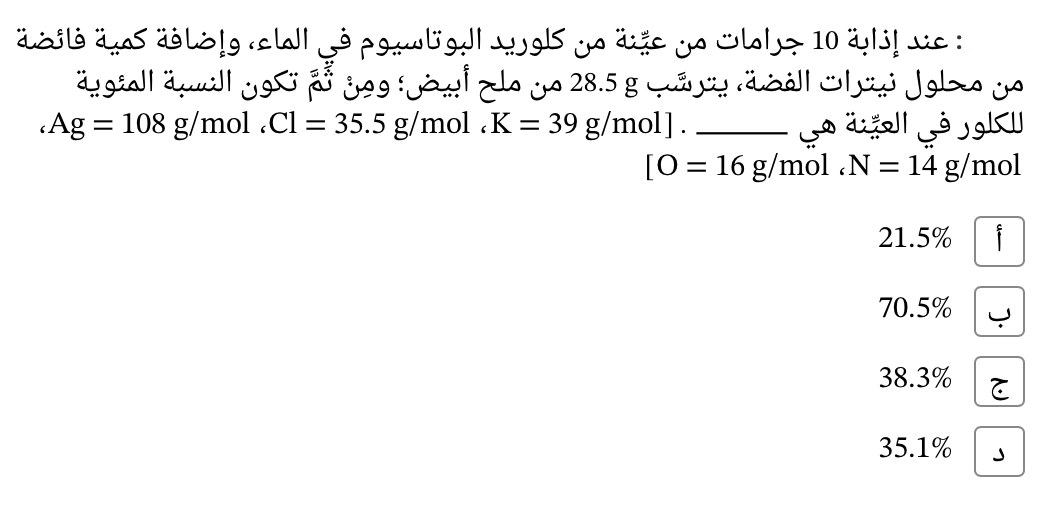 : عند إذابة 10 جرامات من عيِّنة من كلوريد البوتاسيوم في الماء، وإضافة كمية فائضة
من محلول نيترات الفضة، يترسَّب 28.5 g من ملح أبيض؛ ومِنْ ثَمَّ تكون النسبة المئوية
للكلور في العيِّنة هي ______ . [K = 39 g/mol، Cl = 35.5 g/mol، Ag = 108 g/mol،
N = 14 g/mol، O = 16 g/mol]
أ 21.5%
ب 70.5%
ج 38.3%
د 35.1%